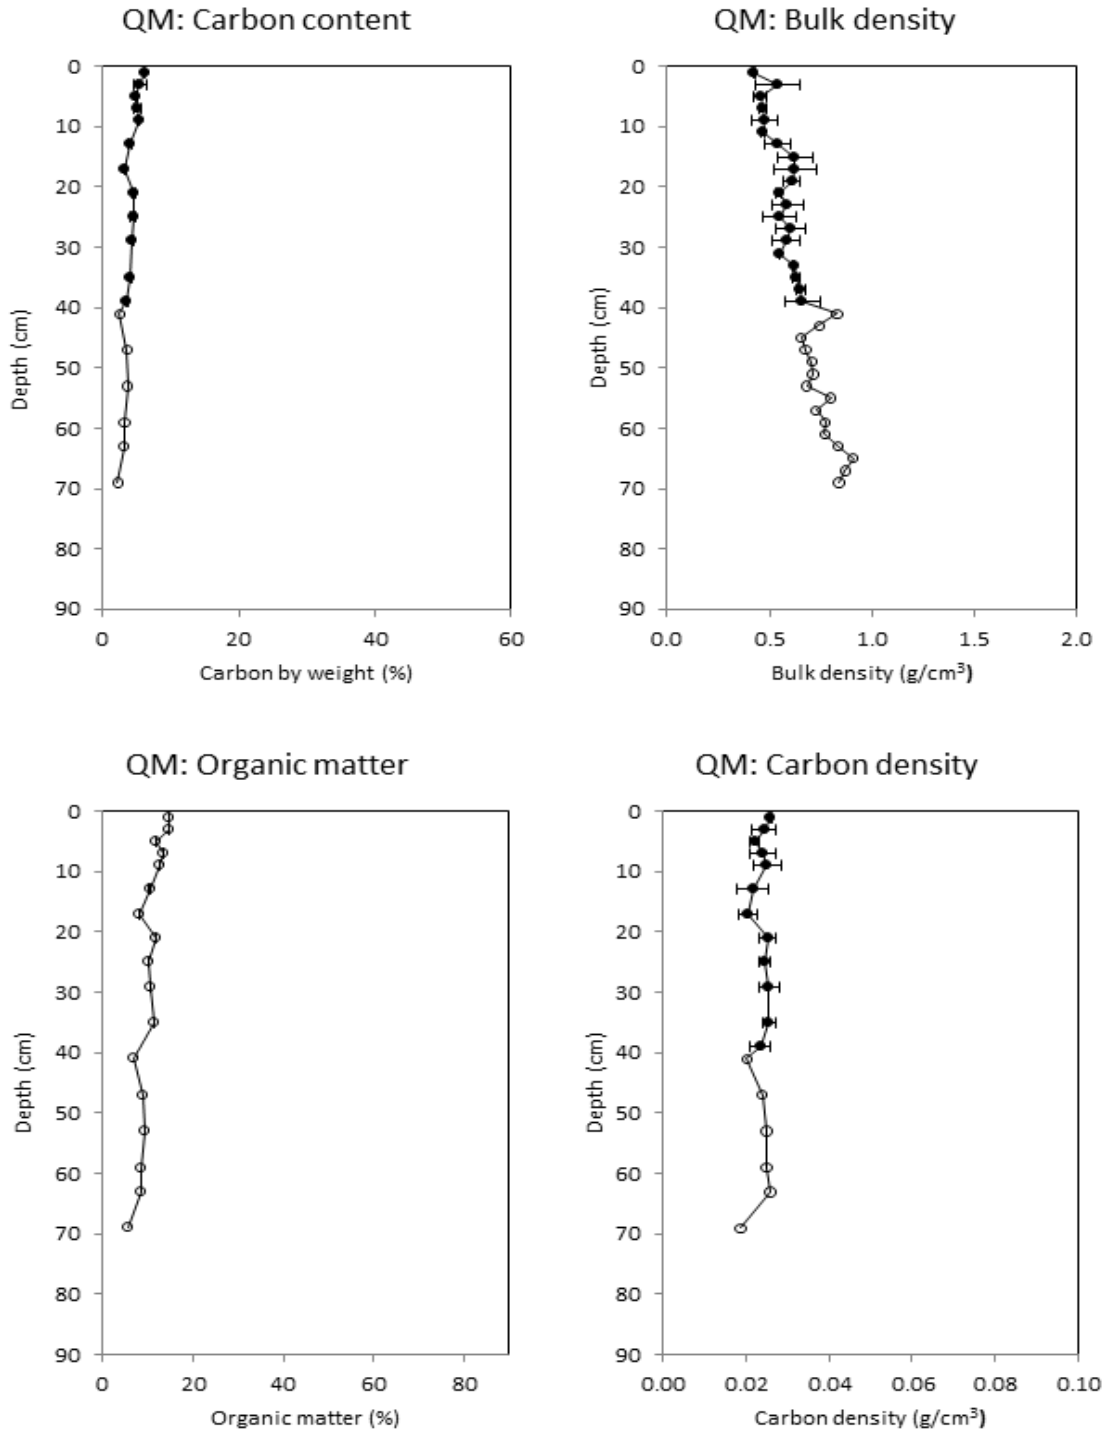 QM: Carbon content
0
10
20
30
40
50
60
70
80
90
Depth (cm)
0 20 40 60
Carbon by weight (%)
QM: Bulk density
0
10
20
30
40
50
60
70
80
90
Depth (cm)
0.0 0.5 1.0 1.5 2.0
Bulk density (g/cm³)
QM: Organic matter
0
10
20
30
40
50
60
70
80
90
Depth (cm)
0 20 40 60 80
Organic matter (%)
QM: Carbon density
0
10
20
30
40
50
60
70
80
90
Depth (cm)
0.00 0.02 0.04 0.06 0.08 0.10
Carbon density (g/cm³)